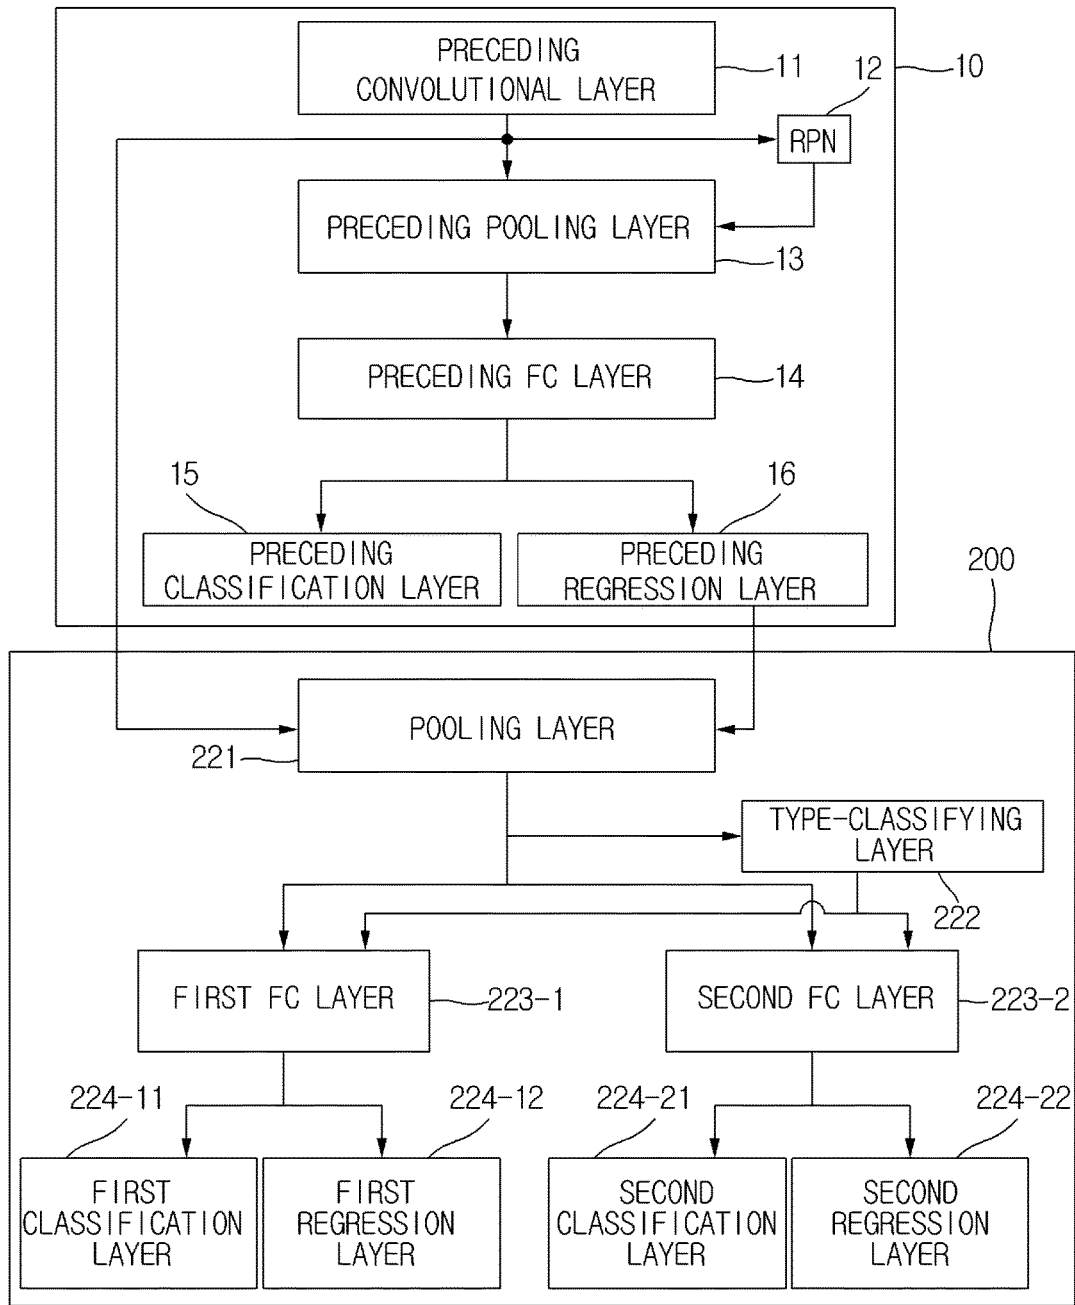 PRECEDING
CONVOLUTIONAL LAYER
11
12
10
RPN
PRECEDING POOLING LAYER
13
PRECEDING FC LAYER
14
15
16
PRECEDING
CLASSIFICATION LAYER
PRECEDING
REGRESSION LAYER
200
POOLING LAYER
221
TYPE-CLASSIFYING
LAYER
222
FIRST FC LAYER
223-1
SECOND FC LAYER
223-2
224-11
224-12
224-21
224-22
FIRST
CLASSIFICATION
LAYER
FIRST
REGRESSION
LAYER
SECOND
CLASSIFICATION
LAYER
SECOND
REGRESSION
LAYER